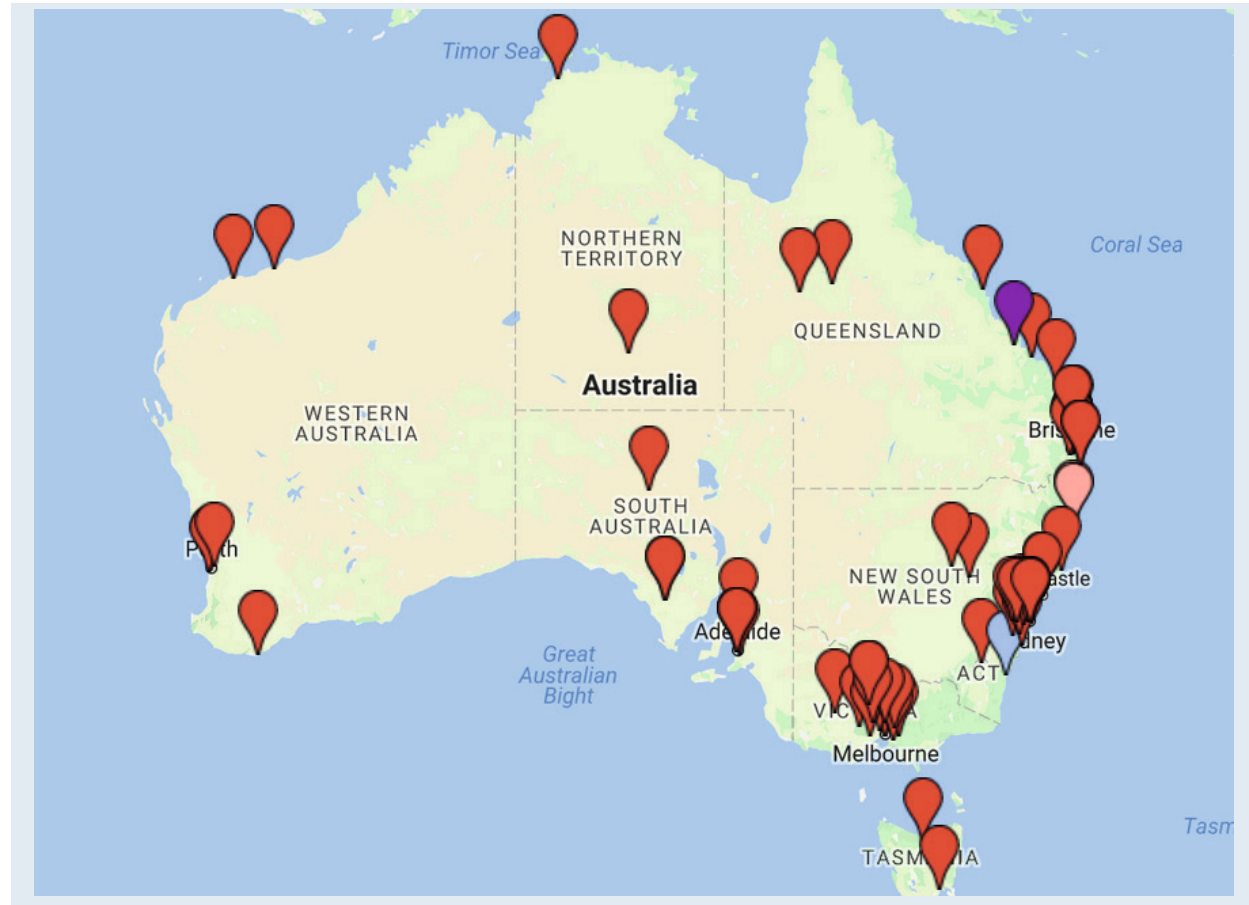 Timor Sea
NORTHERN
TERRITORY
Coral Sea
QUEENSLAND
Australia
WESTERN
AUSTRALIA
SOUTH
AUSTRALIA
NEW SOUTH
WALES
Great
Australian
Bight
ACT
Melbourne